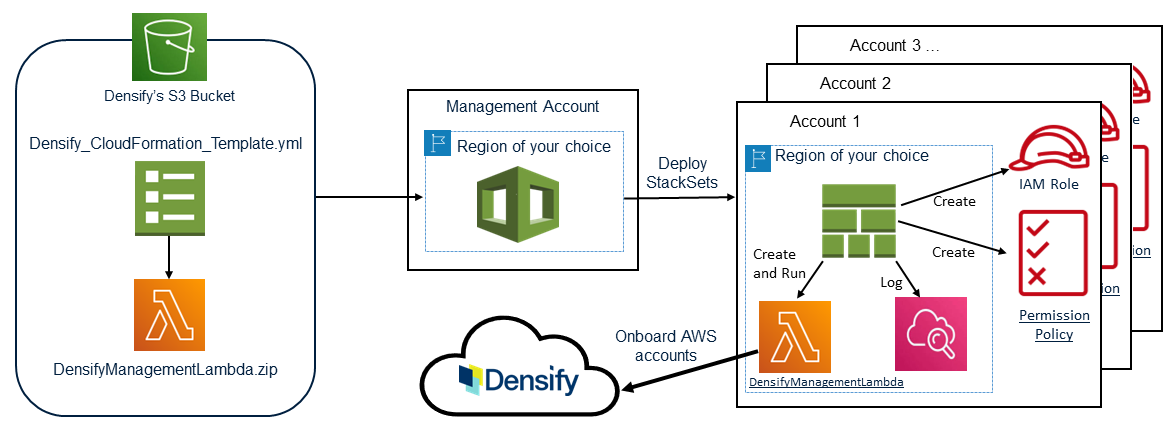 Densify's S3 Bucket
Densify_CloudFormation_Template.yml
DensifyManagementLambda.zip
Management Account
Region of your choice
Deploy
StackSets
Account 3 ...
Account 2
Account 1
Region of your choice
Create
IAM Role
Create
Create
and Run
Log
Permission
Policy
DensifyManagementLambda
Onboard AWS
accounts
Densify